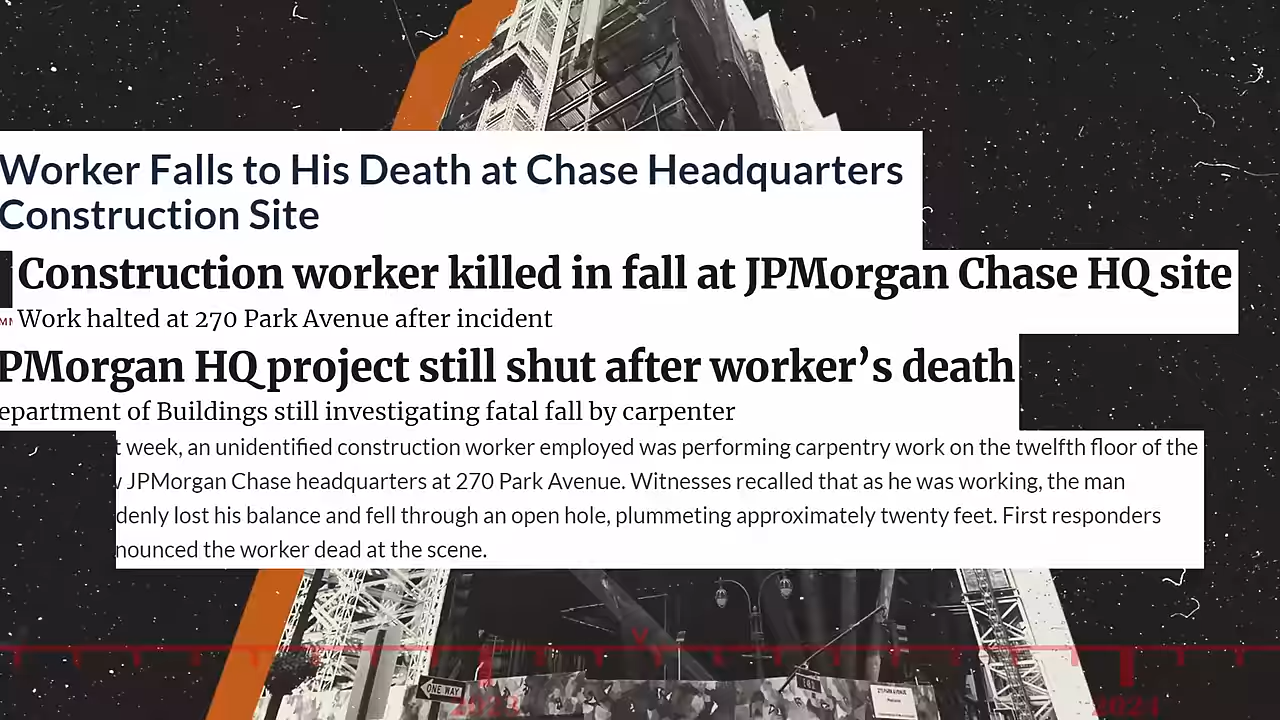 Worker Falls to His Death at Chase Headquarters
Construction Site
Construction worker killed in fall at JPMorgan Chase HQ site
Work halted at 270 Park Avenue after incident
PMorgan HQ project still shut after worker’s death
epartment of Buildings still investigating fatal fall by carpenter
t week, an unidentified construction worker employed was performing carpentry work on the twelfth floor of the
JPMorgan Chase headquarters at 270 Park Avenue. Witnesses recalled that as he was working, the man
denly lost his balance and fell through an open hole, plummeting approximately twenty feet. First responders
nounced the worker dead at the scene.
ONE WAY
2023
2024